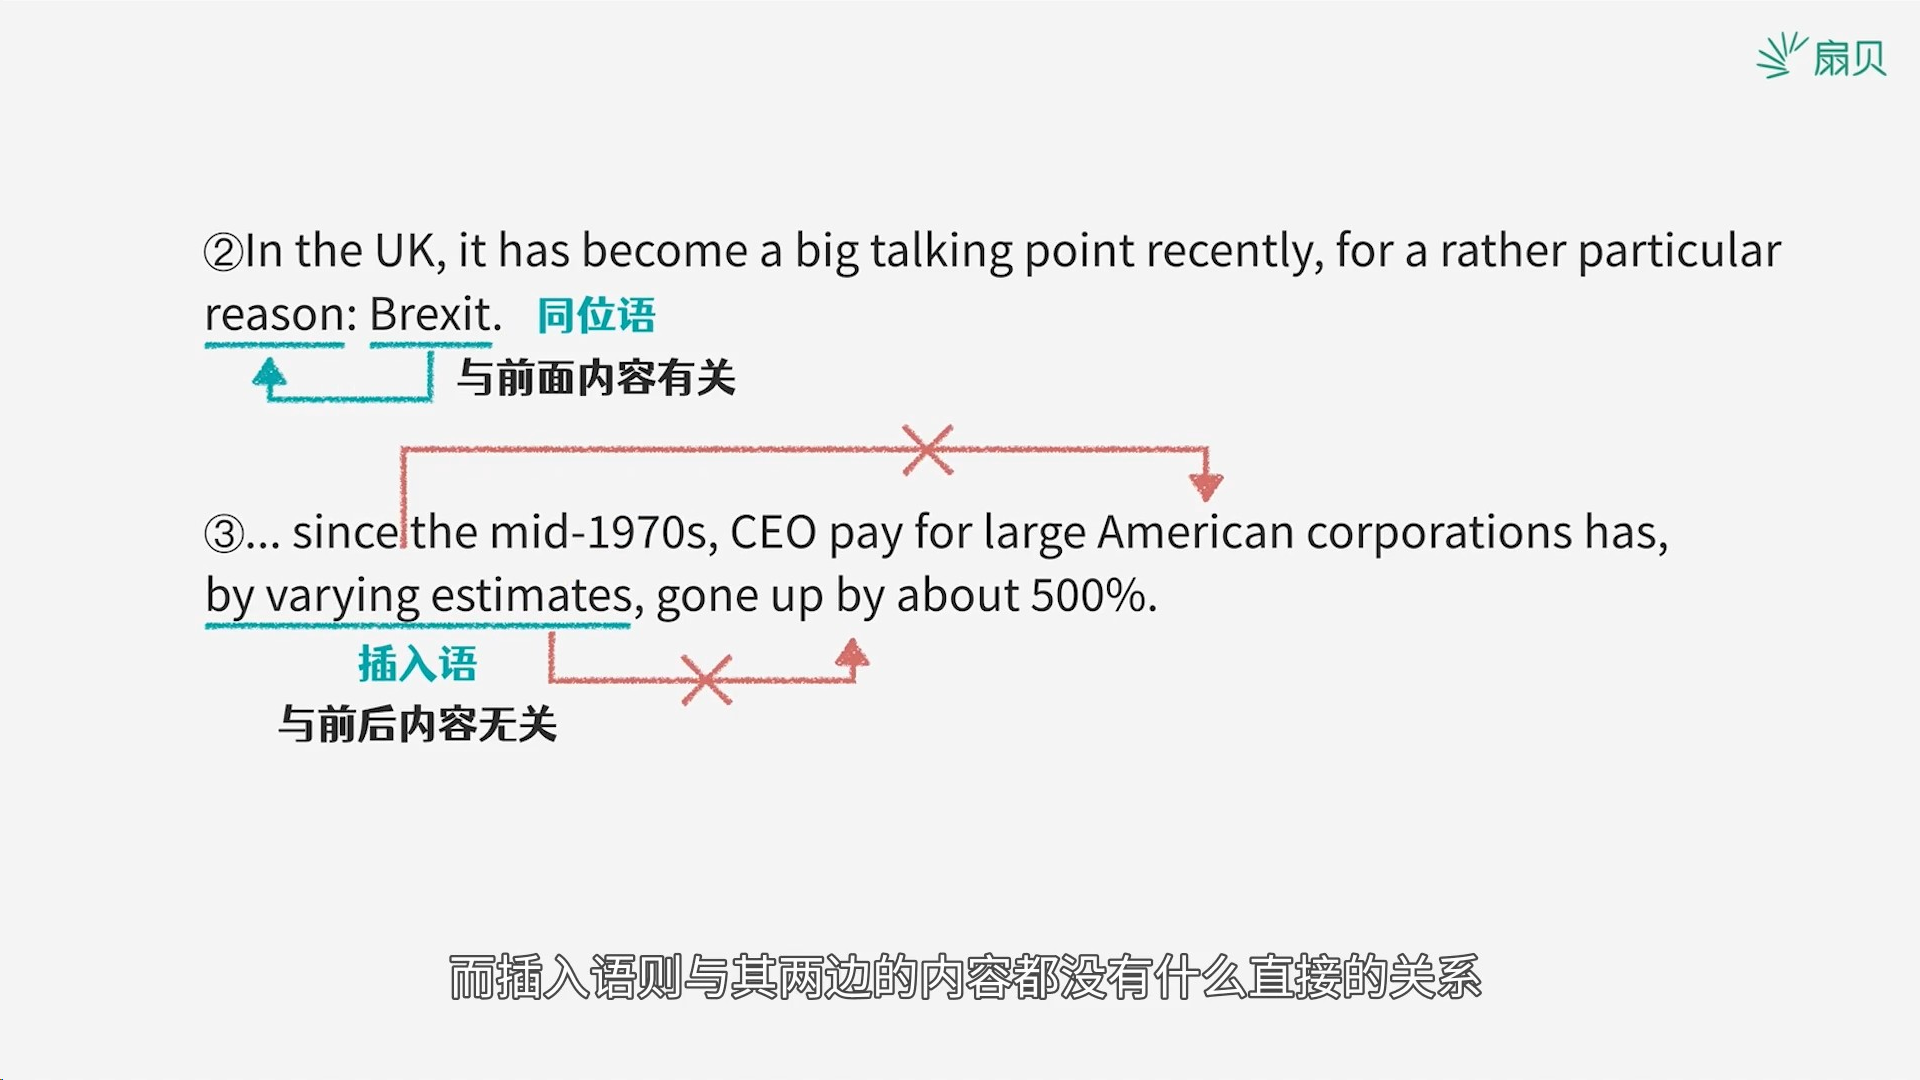 扇贝
②In the UK, it has become a big talking point recently, for a rather particular
reason: Brexit. 同位语
与前面内容有关
③... since the mid-1970s, CEO pay for large American corporations has,
by varying estimates, gone up by about 500%.
插入语
与前后内容无关
而插入语则与其两边的内容都没有什么直接的关系